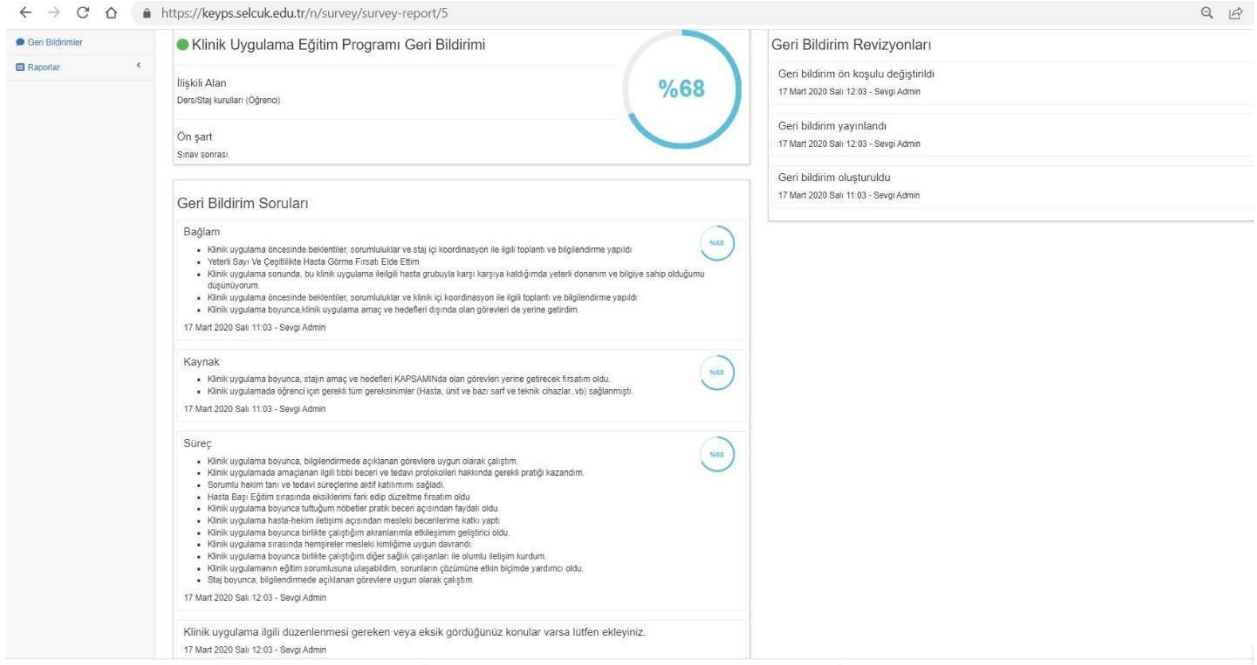 https://keyps.selcuk.edu.tr/n/survey/survey-report/5
Geri Bildirimler
Raporlar
Klinik Uygulama Eğitim Programı Geri Bildirimi
İlişkili Alan
Ders/Staj kurulları (Öğrenci)
Ön şart
Sınav sonrası
%68
Geri Bildirim Soruları
Bağlam
%68
Klinik uygulama öncesinde beklentiler, sorumluluklar ve staj içi koordinasyon ile ilgili toplantı ve bilgilendirme yapıldı
Yeterli Sayı Ve Çeşitlilikte Hasta Görme Fırsatı Elde Ettim
Klinik uygulama sonunda, bu klinik uygulama ileilgili hasta grubuyla karşı karşıya kaldığımda yeterli donanım ve bilgiye sahip olduğumu
düşünüyorum.
Klinik uygulama öncesinde beklentiler, sorumluluklar ve klinik içi koordinasyon ile ilgili toplantı ve bilgilendirme yapıldı
Klinik uygulama boyunca,klinik uygulama amaç ve hedefleri dışında olan görevleri de yerine getirdim.
17 Mart 2020 Salı 11:03 - Sevgi Admin
Kaynak
%68
Klinik uygulama boyunca, stajın amaç ve hedefleri KAPSAMINda olan görevleri yerine getirecek fırsatım oldu.
Klinik uygulamada öğrenci için gerekli tüm gereksinimler (Hasta, ünit ve bazı sarf ve teknik cihazlar..vb) sağlanmıştı.
17 Mart 2020 Salı 11:03 - Sevgi Admin
Süreç
%68
Klinik uygulama boyunca, bilgilendirmede açıklanan görevlere uygun olarak çalıştım.
Klinik uygulamada amaçlanan ilgili tıbbi beceri ve tedavi protokolleri hakkında gerekli pratiği kazandım.
Sorumlu hekim tanı ve tedavi süreçlerine aktif katılımımı sağladı.
Hasta Başı Eğitim sırasında eksiklerimi fark edip düzeltme fırsatım oldu
Klinik uygulama boyunca tuttuğum nöbetler pratik beceri açısından faydalı oldu.
Klinik uygulama hasta-hekim iletişimi açısından mesleki becerilerime katkı yaptı
Klinik uygulama boyunca birlikte çalıştığım akranlarımla etkileşimim geliştirici oldu.
Klinik uygulama sırasında hemşireler mesleki kimliğime uygun davrandı.
Klinik uygulama boyunca birlikte çalıştığım diğer sağlık çalışanları ile olumlu iletişim kurdum.
Klinik uygulamanın eğitim sorumlusuna ulaşabildim, sorunların çözümüne etkin biçimde yardımcı oldu.
Staj boyunca, bilgilendirmede açıklanan görevlere uygun olarak çalıştım.
17 Mart 2020 Salı 12:03 - Sevgi Admin
Klinik uygulama ilgili düzenlenmesi gereken veya eksik gördüğünüz konular varsa lütfen ekleyiniz.
17 Mart 2020 Salı 12:03 - Sevgi Admin
Geri Bildirim Revizyonları
Geri bildirim ön koşulu değiştirildi
17 Mart 2020 Salı 12:03 - Sevgi Admin
Geri bildirim yayınlandı
17 Mart 2020 Salı 12:03 - Sevgi Admin
Geri bildirim oluşturuldu
17 Mart 2020 Salı 11:03 - Sevgi Admin